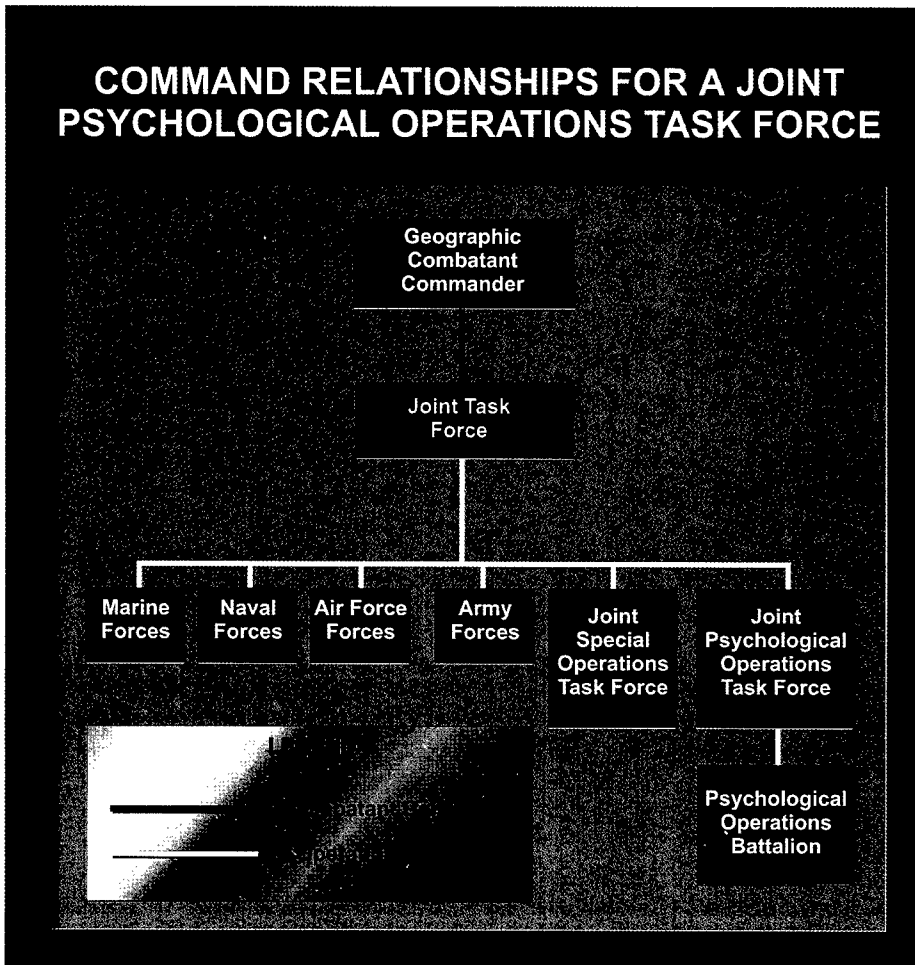 COMMAND RELATIONSHIPS FOR A JOINT
PSYCHOLOGICAL OPERATIONS TASK FORCE
Geographic
Combatant
Commander
Joint Task
Force
Marine
Forces
Naval
Forces
Air Force
Forces
Army
Forces
Joint
Special
Operations
Task Force
Joint
Psychological
Operations
Task Force
Psychological
Operations
Battalion